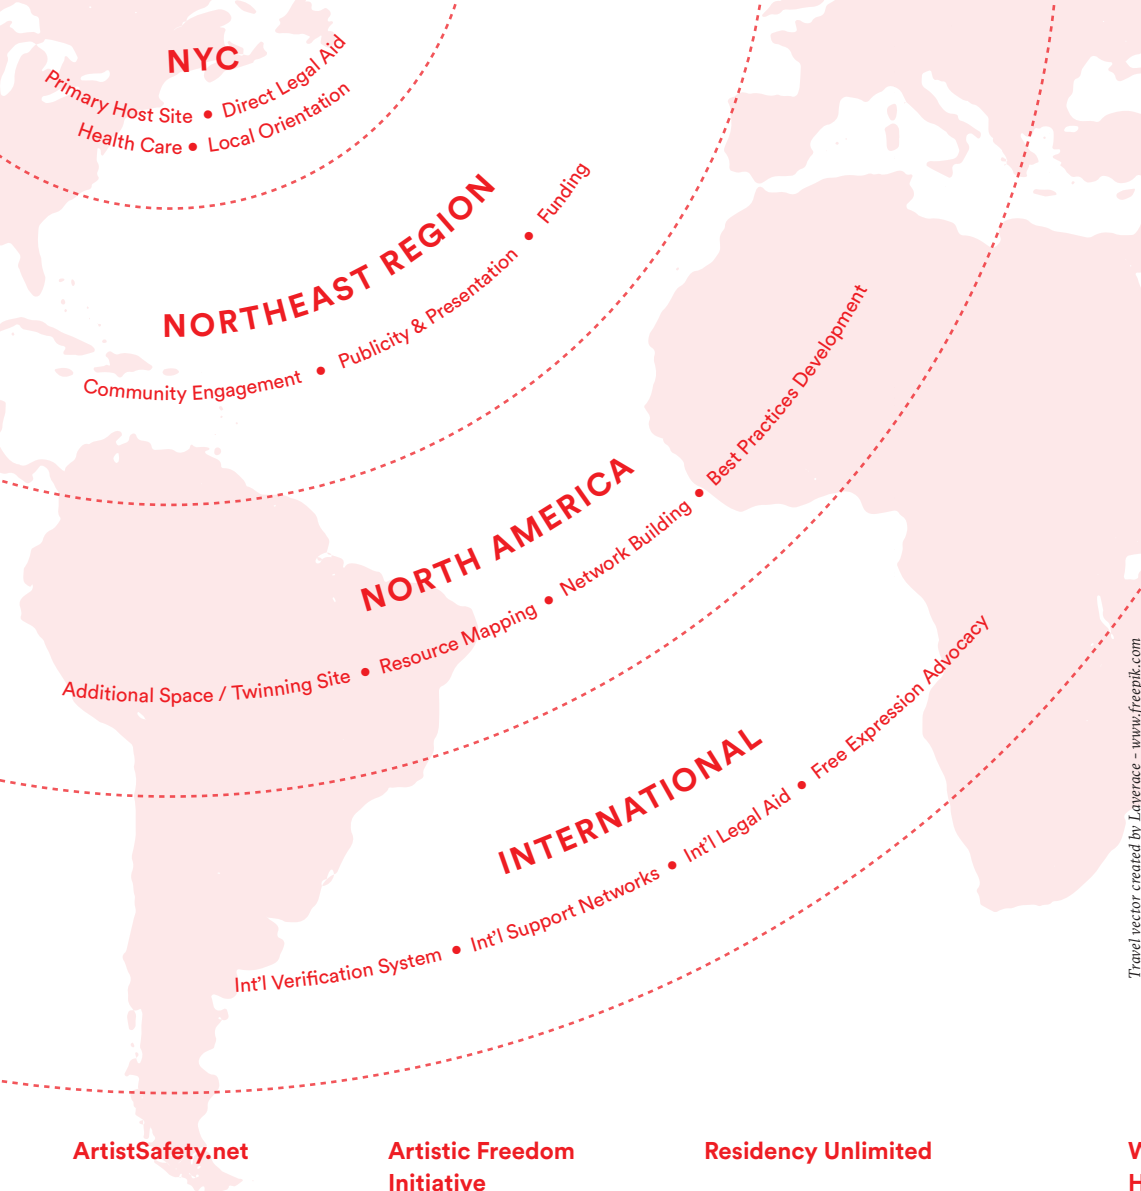 NYC
Primary Host Site • Direct Legal Aid
Health Care • Local Orientation
NORTHEAST REGION
Community Engagement • Publicity & Presentation • Funding
NORTH AMERICA
Additional Space / Twinning Site • Resource Mapping • Network Building • Best Practices Development
INTERNATIONAL
Int'l Verification System • Int'l Support Networks • Int'l Legal Aid • Free Expression Advocacy
Travel vector created by Laverace - www.freepik.com
ArtistSafety.net
Artistic Freedom
Initiative
Residency Unlimited